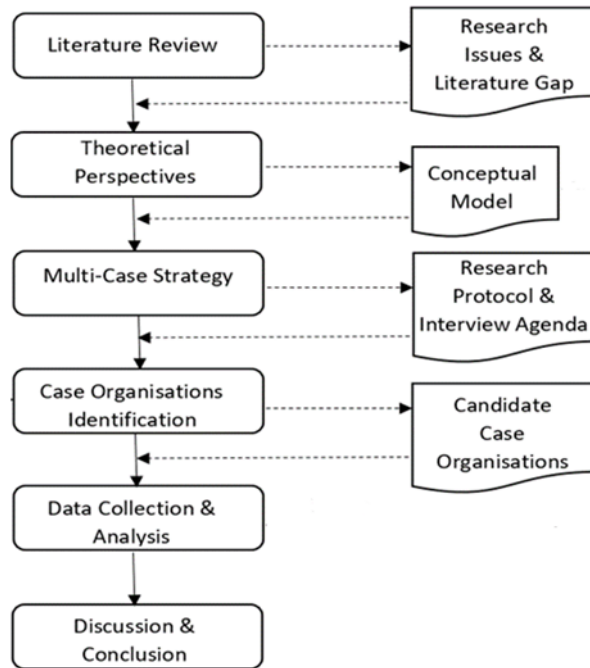 Literature Review
Research
Issues &
Literature Gap
Theoretical
Perspectives
Conceptual
Model
Multi-Case Strategy
Research
Protocol &
Interview Agenda
Case Organisations
Identification
Candidate
Case
Organisations
Data Collection &
Analysis
Discussion &
Conclusion